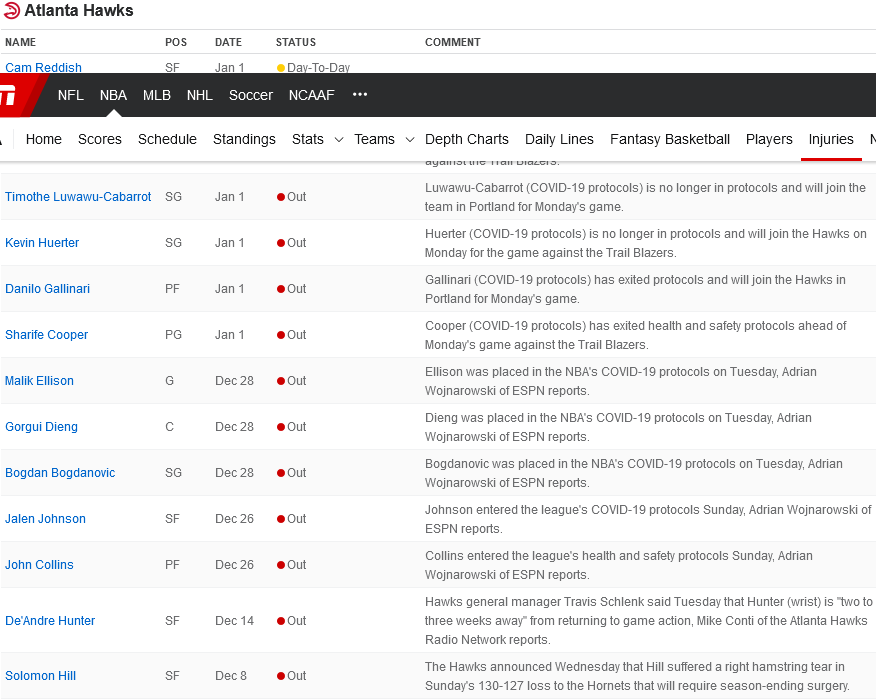 Atlanta Hawks
NAME POS DATE STATUS COMMENT
Cam Reddish SF Jan 1 Day-To-Day
NFL NBA MLB NHL Soccer NCAAF •••
Home Scores Schedule Standings Stats Teams Depth Charts Daily Lines Fantasy Basketball Players Injuries
against the Trail Blazers.
Timothe Luwawu-Cabarrot SG Jan 1 Out Luwawu-Cabarrot (COVID-19 protocols) is no longer in protocols and will join the
team in Portland for Monday's game.
Kevin Huerter SG Jan 1 Out Huerter (COVID-19 protocols) is no longer in protocols and will join the Hawks on
Monday for the game against the Trail Blazers.
Danilo Gallinari PF Jan 1 Out Gallinari (COVID-19 protocols) has exited protocols and will join the Hawks in
Portland for Monday's game.
Sharife Cooper PG Jan 1 Out Cooper (COVID-19 protocols) has exited health and safety protocols ahead of
Monday's game against the Trail Blazers.
Malik Ellison G Dec 28 Out Ellison was placed in the NBA's COVID-19 protocols on Tuesday, Adrian
Wojnarowski of ESPN reports.
Gorgui Dieng C Dec 28 Out Dieng was placed in the NBA's COVID-19 protocols on Tuesday, Adrian
Wojnarowski of ESPN reports.
Bogdan Bogdanovic SG Dec 28 Out Bogdanovic was placed in the NBA's COVID-19 protocols on Tuesday, Adrian
Wojnarowski of ESPN reports.
Jalen Johnson SF Dec 26 Out Johnson entered the league's COVID-19 protocols Sunday, Adrian Wojnarowski of
ESPN reports.
John Collins PF Dec 26 Out Collins entered the league's health and safety protocols Sunday, Adrian
Wojnarowski of ESPN reports.
De'Andre Hunter SF Dec 14 Out Hawks general manager Travis Schlenk said Tuesday that Hunter (wrist) is "two to
three weeks away" from returning to game action, Mike Conti of the Atlanta Hawks
Radio Network reports.
Solomon Hill SF Dec 8 Out The Hawks announced Wednesday that Hill suffered a right hamstring tear in
Sunday's 130-127 loss to the Hornets that will require season-ending surgery.